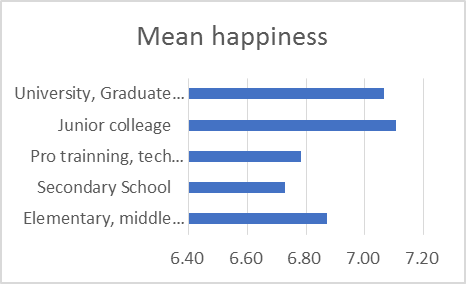 Mean happiness
University, Graduate...
Junior colleage
Pro trainning, tech...
Secondary School
Elementary, middle...
6.40 6.60 6.80 7.00 7.20